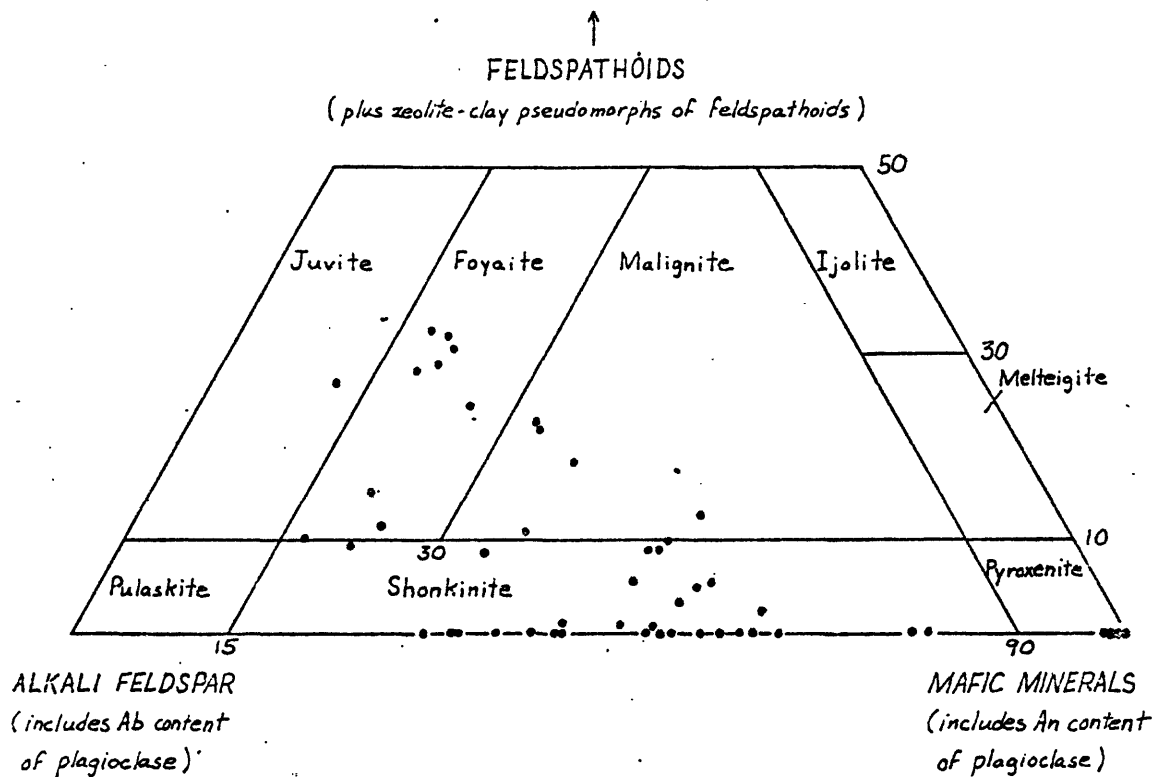 FELDSPATHOIDS
(plus zeolite-clay pseudomorphs of feldspathoids)
50
Juvite
Foyaite
Malignite
Ijolite
30
Melteigite
10
30
Pulaskite
Shonkinite
Pyroxenite
15
90
ALKALI FELDSPAR
(includes Ab content
of plagioclase)
MAFIC MINERALS
(includes An content
of plagioclase)